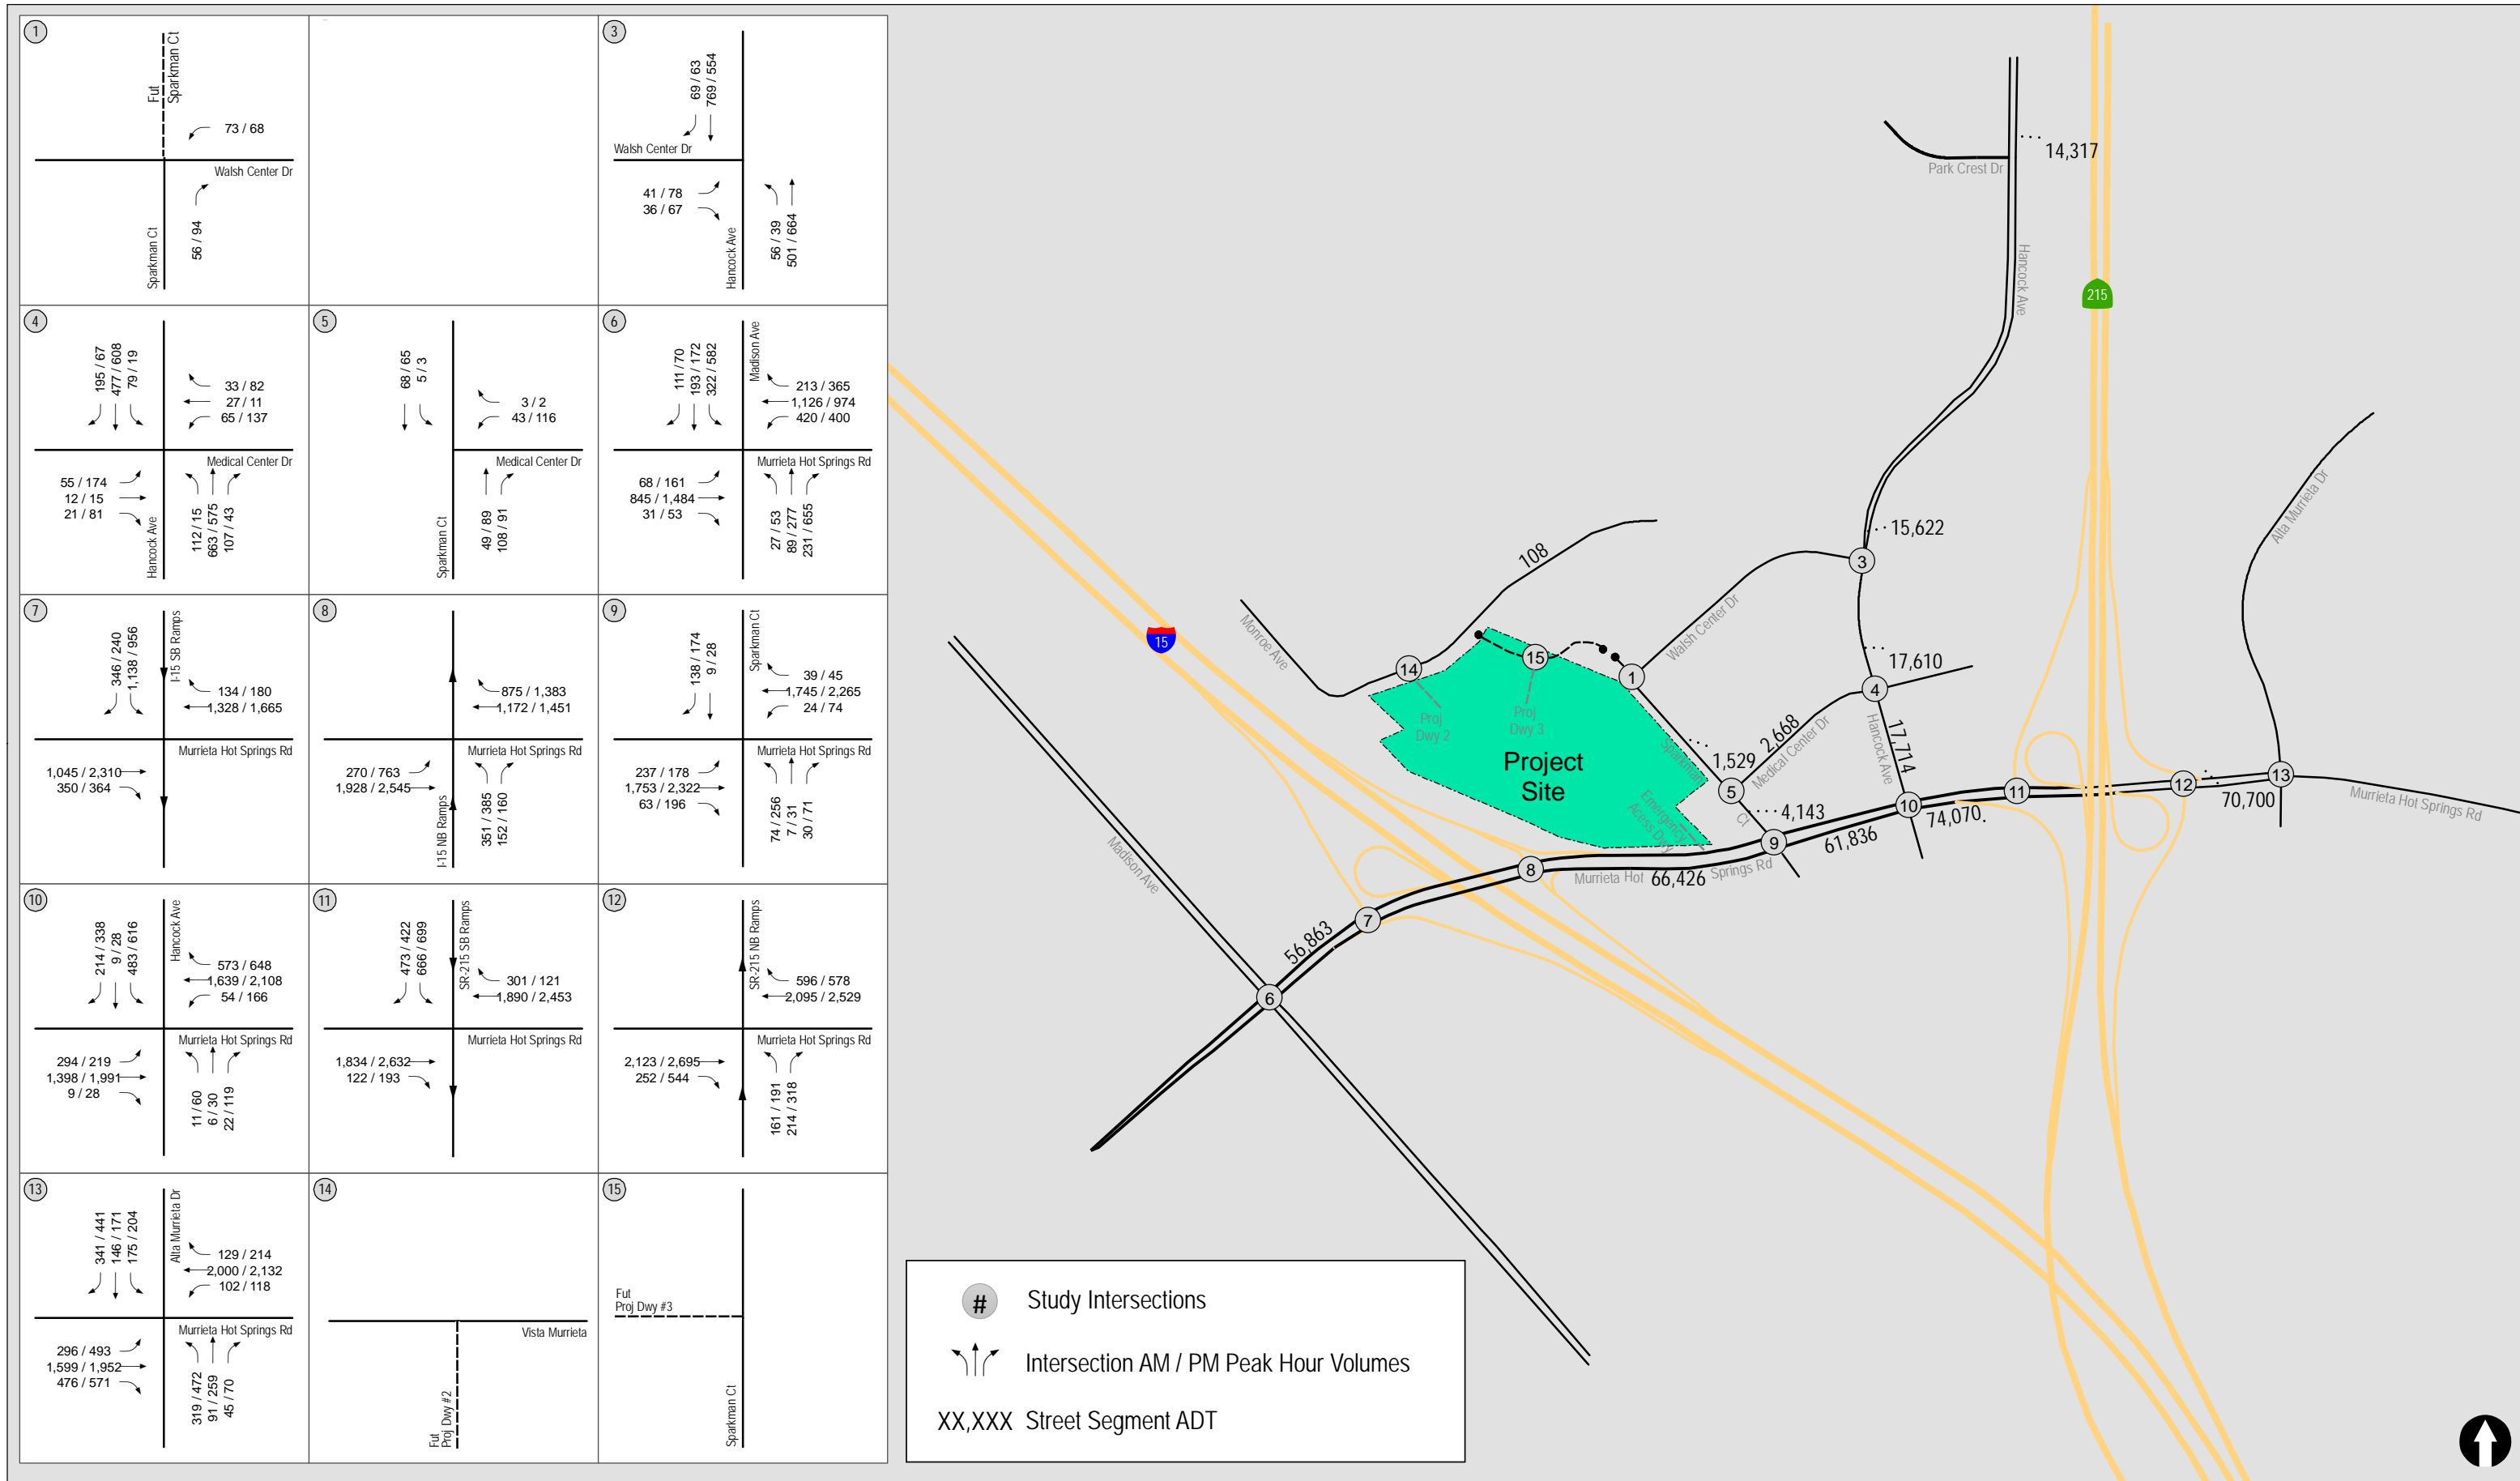 1
Fut
Sparkman Ct
73 / 68
Walsh Center Dr
Sparkman Ct
56 / 94
3
69 / 63
769 / 554
Walsh Center Dr
41 / 78
36 / 67
Hancock Ave
56 / 39
501 / 664
4
195 / 67
477 / 608
79 / 19
33 / 82
27 / 11
65 / 137
Medical Center Dr
55 / 174
12 / 15
21 / 81
Hancock Ave
112 / 15
663 / 575
107 / 43
5
68 / 65
5 / 3
3 / 2
43 / 116
Medical Center Dr
Sparkman Ct
49 / 89
108 / 91
6
111 / 70
193 / 172
322 / 582
Madison Ave
213 / 365
1,126 / 974
420 / 400
Murrieta Hot Springs Rd
68 / 161
845 / 1,484
31 / 53
27 / 53
89 / 277
231 / 655
7
346 / 240
1,138 / 956
I-15 SB Ramps
134 / 180
1,328 / 1,665
Murrieta Hot Springs Rd
1,045 / 2,310
350 / 364
8
875 / 1,383
1,172 / 1,451
Murrieta Hot Springs Rd
270 / 763
1,928 / 2,545
I-15 NB Ramps
351 / 385
152 / 160
9
138 / 174
9 / 28
Sparkman Ct
39 / 45
1,745 / 2,265
24 / 74
Murrieta Hot Springs Rd
237 / 178
1,753 / 2,322
63 / 196
74 / 256
7 / 31
30 / 71
10
214 / 338
9 / 28
483 / 616
Hancock Ave
573 / 648
1,639 / 2,108
54 / 166
Murrieta Hot Springs Rd
294 / 219
1,398 / 1,991
9 / 28
11 / 60
6 / 30
22 / 119
11
473 / 422
666 / 699
SR-215 SB Ramps
301 / 121
1,890 / 2,453
Murrieta Hot Springs Rd
1,834 / 2,632
122 / 193
12
SR-215 NB Ramps
596 / 578
2,095 / 2,529
Murrieta Hot Springs Rd
2,123 / 2,695
252 / 544
161 / 191
214 / 318
13
341 / 441
146 / 171
175 / 204
Alta Murrieta Dr
129 / 214
2,000 / 2,132
102 / 118
Murrieta Hot Springs Rd
296 / 493
1,599 / 1,952
476 / 571
319 / 472
91 / 259
45 / 70
14
Vista Murrieta
Fut
Proj Dwy #2
15
Fut
Proj Dwy #3
Sparkman Ct
14,317
Park Crest Dr
Hancock Ave
215
Alta Murrieta Dr
15,622
3
108
15
Monroe Ave
Walsh Center Dr
14
15
1
17,610
4
Proj
Dwy 2
Proj
Dwy 3
Project
Site
Sparkman
Ct
1,529
2,668
Medical Center Dr
Hancock Ave
17,714
5
4,143
Emergency
Acess Dwy
9
10
11
12
13
74,070.
70,700
61,836
Murrieta Hot Springs Rd
8
Murrieta Hot
66,426
Springs Rd
Madison Ave
7
56,863
6
# Study Intersections
Intersection AM / PM Peak Hour Volumes
XX,XXX Street Segment ADT